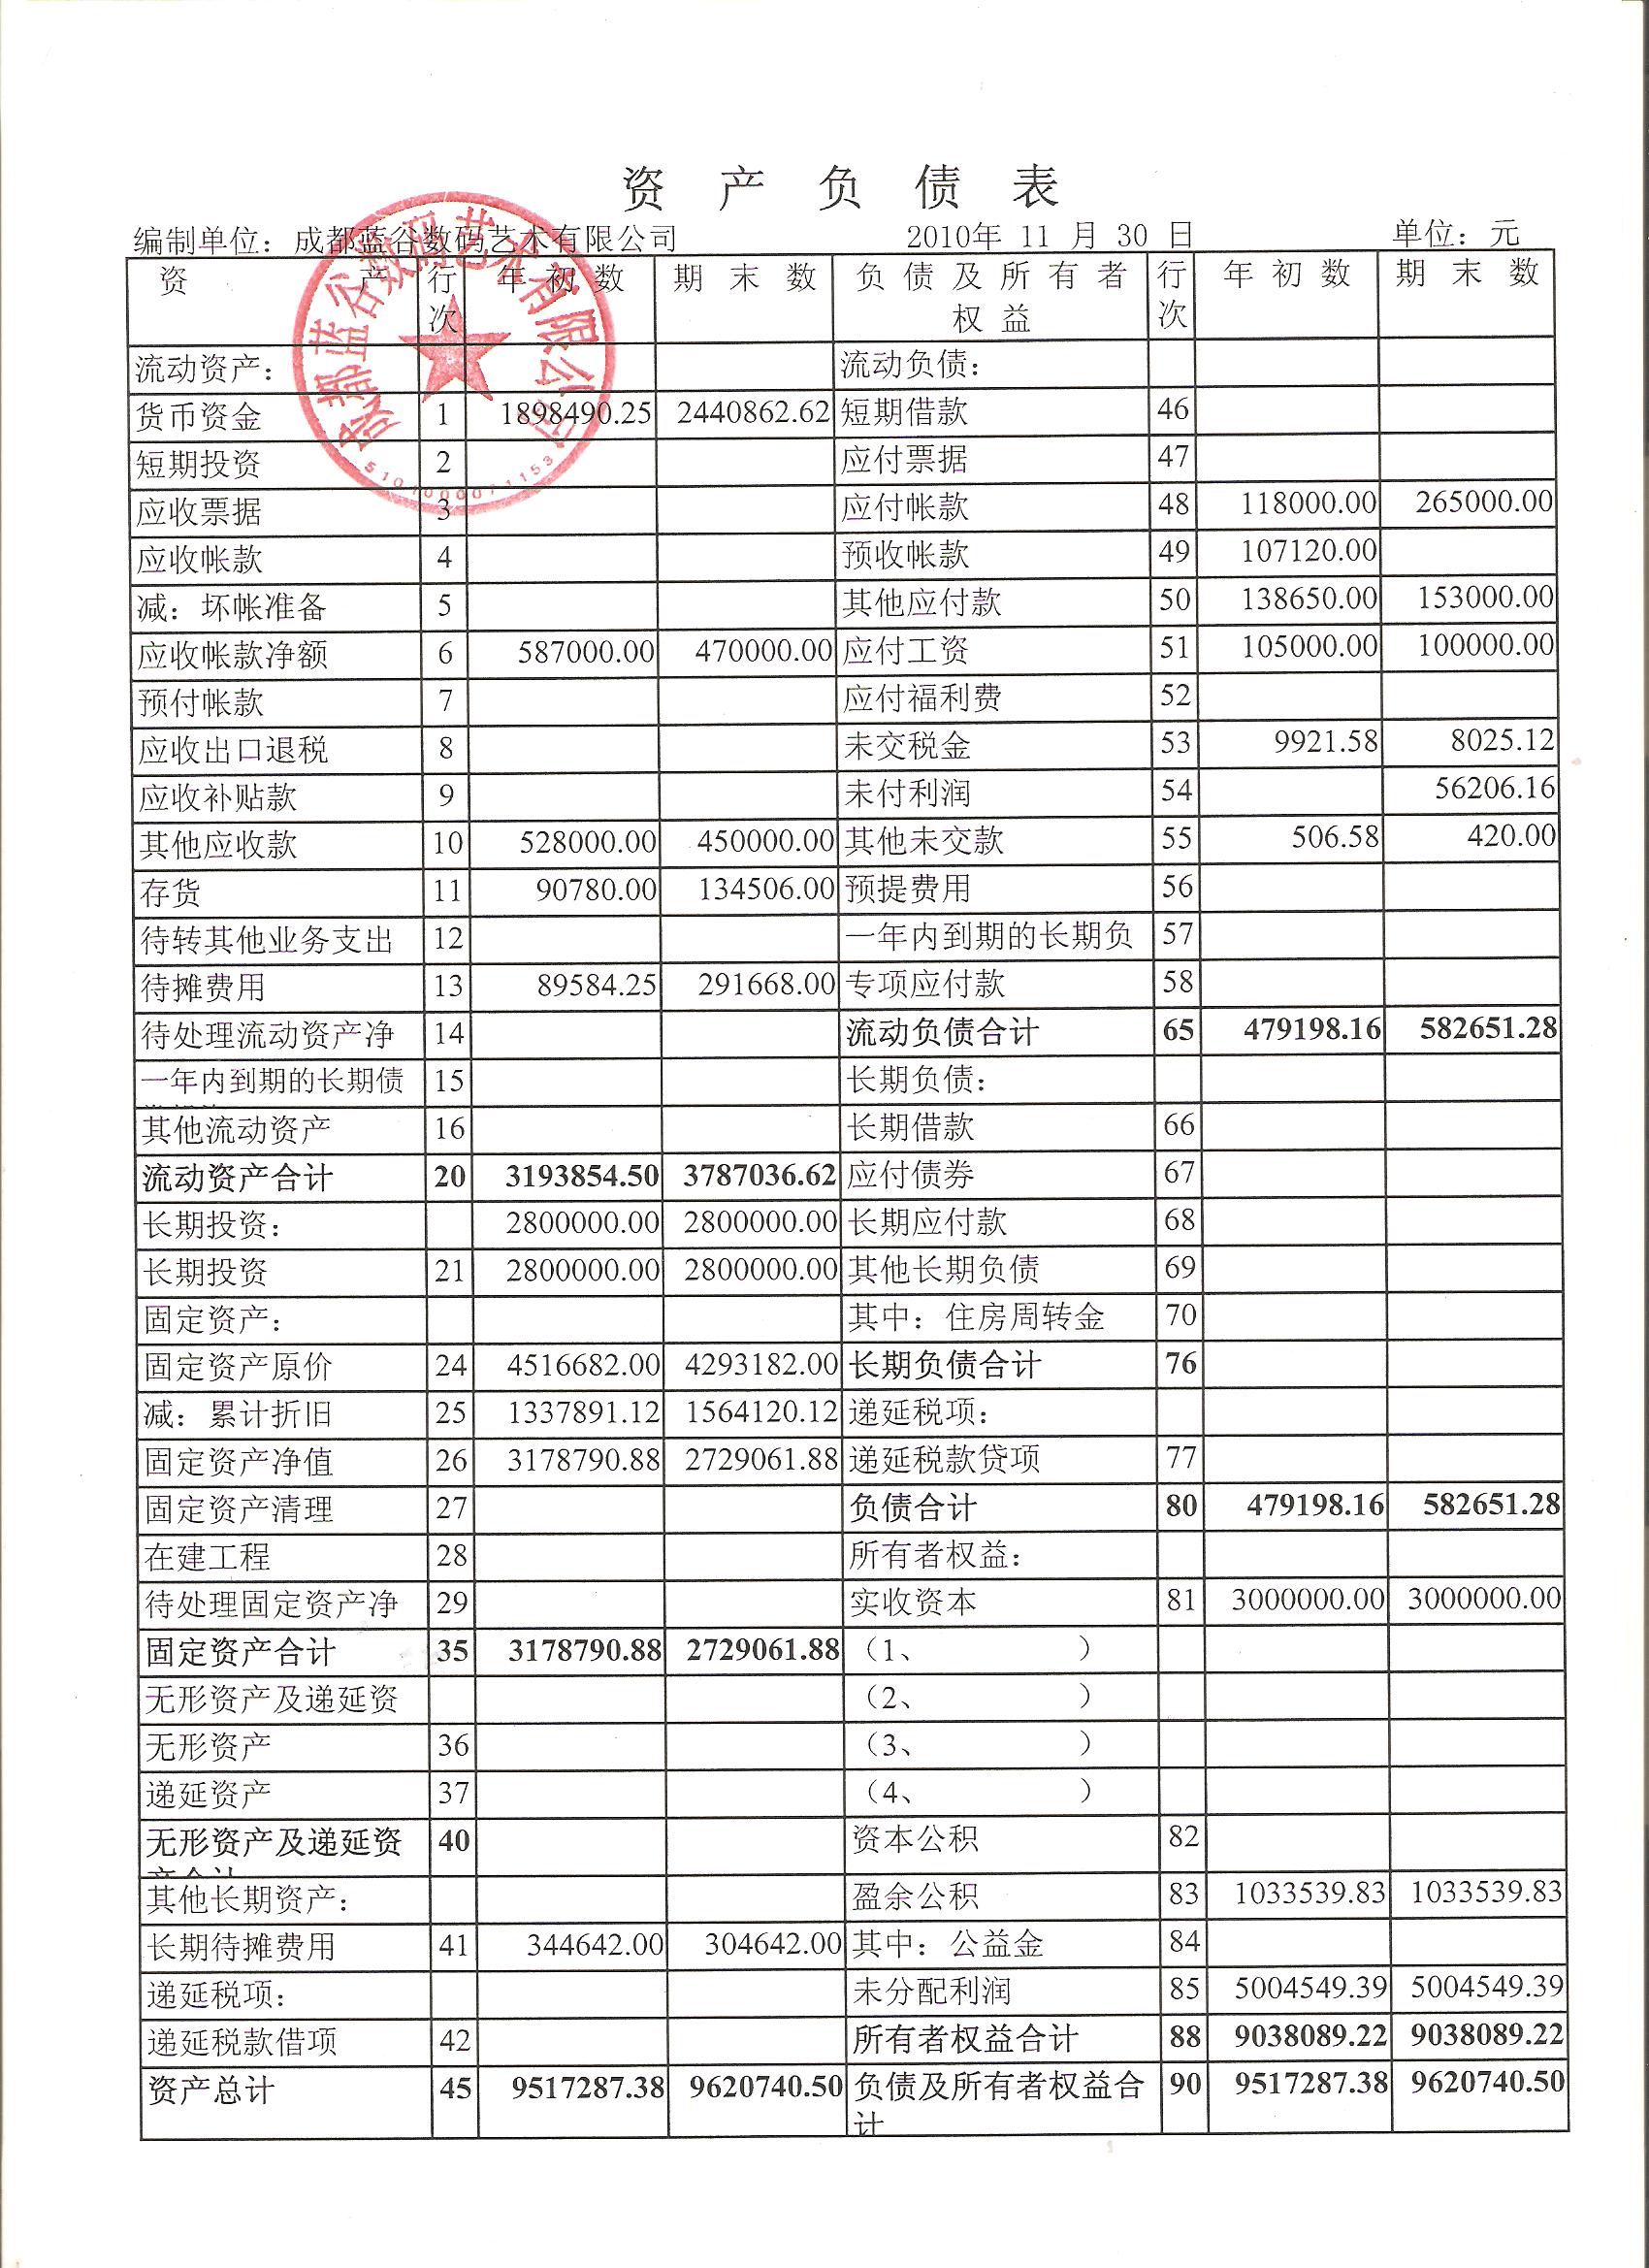 资 产 负 债 表
编制单位：成都蓝谷数码艺术有限公司 2010年 11 月 30 日 单位：元
资 产 行次 年 初 数 期 末 数 负 债 及 所 有 者 权 益 行次 年 初 数 期 末 数
流动资产： 流动负债：
货币资金 1 1898490.25 2440862.62 短期借款 46
短期投资 2 应付票据 47
应收票据 3 应付帐款 48 118000.00 265000.00
应收帐款 4 预收帐款 49 107120.00
减：坏帐准备 5 其他应付款 50 138650.00 153000.00
应收帐款净额 6 587000.00 470000.00 应付工资 51 105000.00 100000.00
预付帐款 7 应付福利费 52
应收出口退税 8 未交税金 53 9921.58 8025.12
应收补贴款 9 未付利润 54 56206.16
其他应收款 10 528000.00 450000.00 其他未交款 55 506.58 420.00
存货 11 90780.00 134506.00 预提费用 56
待转其他业务支出 12 一年内到期的长期负 57
待摊费用 13 89584.25 291668.00 专项应付款 58
待处理流动资产净 14 流动负债合计 65 479198.16 582651.28
一年内到期的长期债 15 长期负债：
其他流动资产 16 长期借款 66
流动资产合计 20 3193854.50 3787036.62 应付债券 67
长期投资： 2800000.00 2800000.00 长期应付款 68
长期投资 21 2800000.00 2800000.00 其他长期负债 69
固定资产： 其中：住房周转金 70
固定资产原价 24 4516682.00 4293182.00 长期负债合计 76
减：累计折旧 25 1337891.12 1564120.12 递延税项：
固定资产净值 26 3178790.88 2729061.88 递延税款贷项 77
固定资产清理 27 负债合计 80 479198.16 582651.28
在建工程 28 所有者权益：
待处理固定资产净 29 实收资本 81 3000000.00 3000000.00
固定资产合计 35 3178790.88 2729061.88 （1、 ）
无形资产及递延资 （2、 ）
无形资产 36 （3、 ）
递延资产 37 （4、 ）
无形资产及递延资 40 资本公积 82
其他长期资产： 盈余公积 83 1033539.83 1033539.83
长期待摊费用 41 344642.00 304642.00 其中：公益金 84
递延税项： 未分配利润 85 5004549.39 5004549.39
递延税款借项 42 所有者权益合计 88 9038089.22 9038089.22
资产总计 45 9517287.38 9620740.50 负债及所有者权益合计 90 9517287.38 9620740.50
成都蓝谷数码艺术有限公司